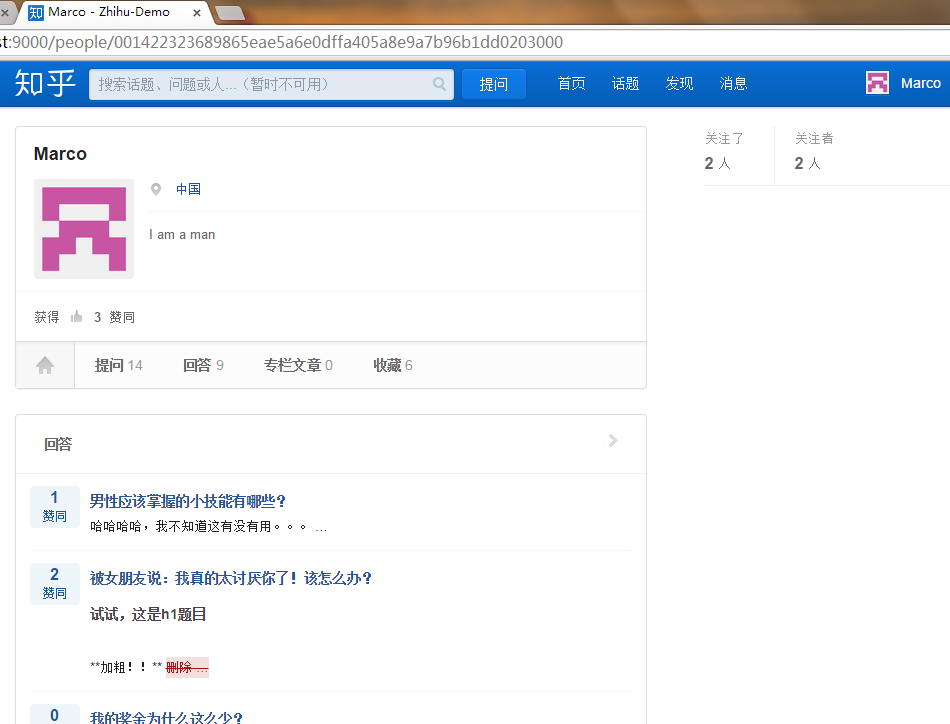 知 Marco - Zhihu-Demo
st:9000/people/001422323689865eae5a6e0dffa405a8e9a7b96b1dd0203000
知乎 搜索话题、问题或人...（暂时不可用） 提问 首页 话题 发现 消息 Marco
关注了 关注者
2 人 2 人
Marco
中国
I am a man
获得 3 赞同
提问 14 回答 9 专栏文章 0 收藏 6
回答
1
赞同
男性应该掌握的小技能有哪些？
哈哈哈哈，我不知道这有没有用。。。 ...
2
赞同
被女朋友说：我真的太讨厌你了！该怎么办？
试试，这是h1题目
**加粗！！** 删除 ...
0
我的奖金为什么这么少？